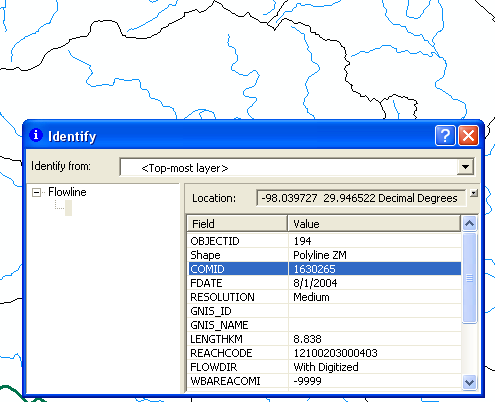 Identify
Identify from: <Top-most layer>
Flowline
Location: -98.039727 29.946522 Decimal Degrees
Field Value
OBJECTID 194
Shape Polyline ZM
COMID 1630265
FDATE 8/1/2004
RESOLUTION Medium
GNIS_ID
GNIS_NAME
LENGTHKM 8.838
REACHCODE 12100203000403
FLOWDIR With Digitized
WBAREACOMI -9999